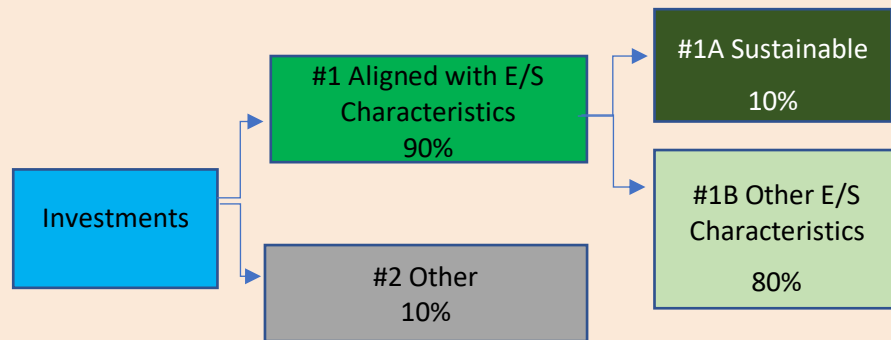 Investments
#1 Aligned with E/S
Characteristics
90%
#2 Other
10%
#1A Sustainable
10%
#1B Other E/S
Characteristics
80%